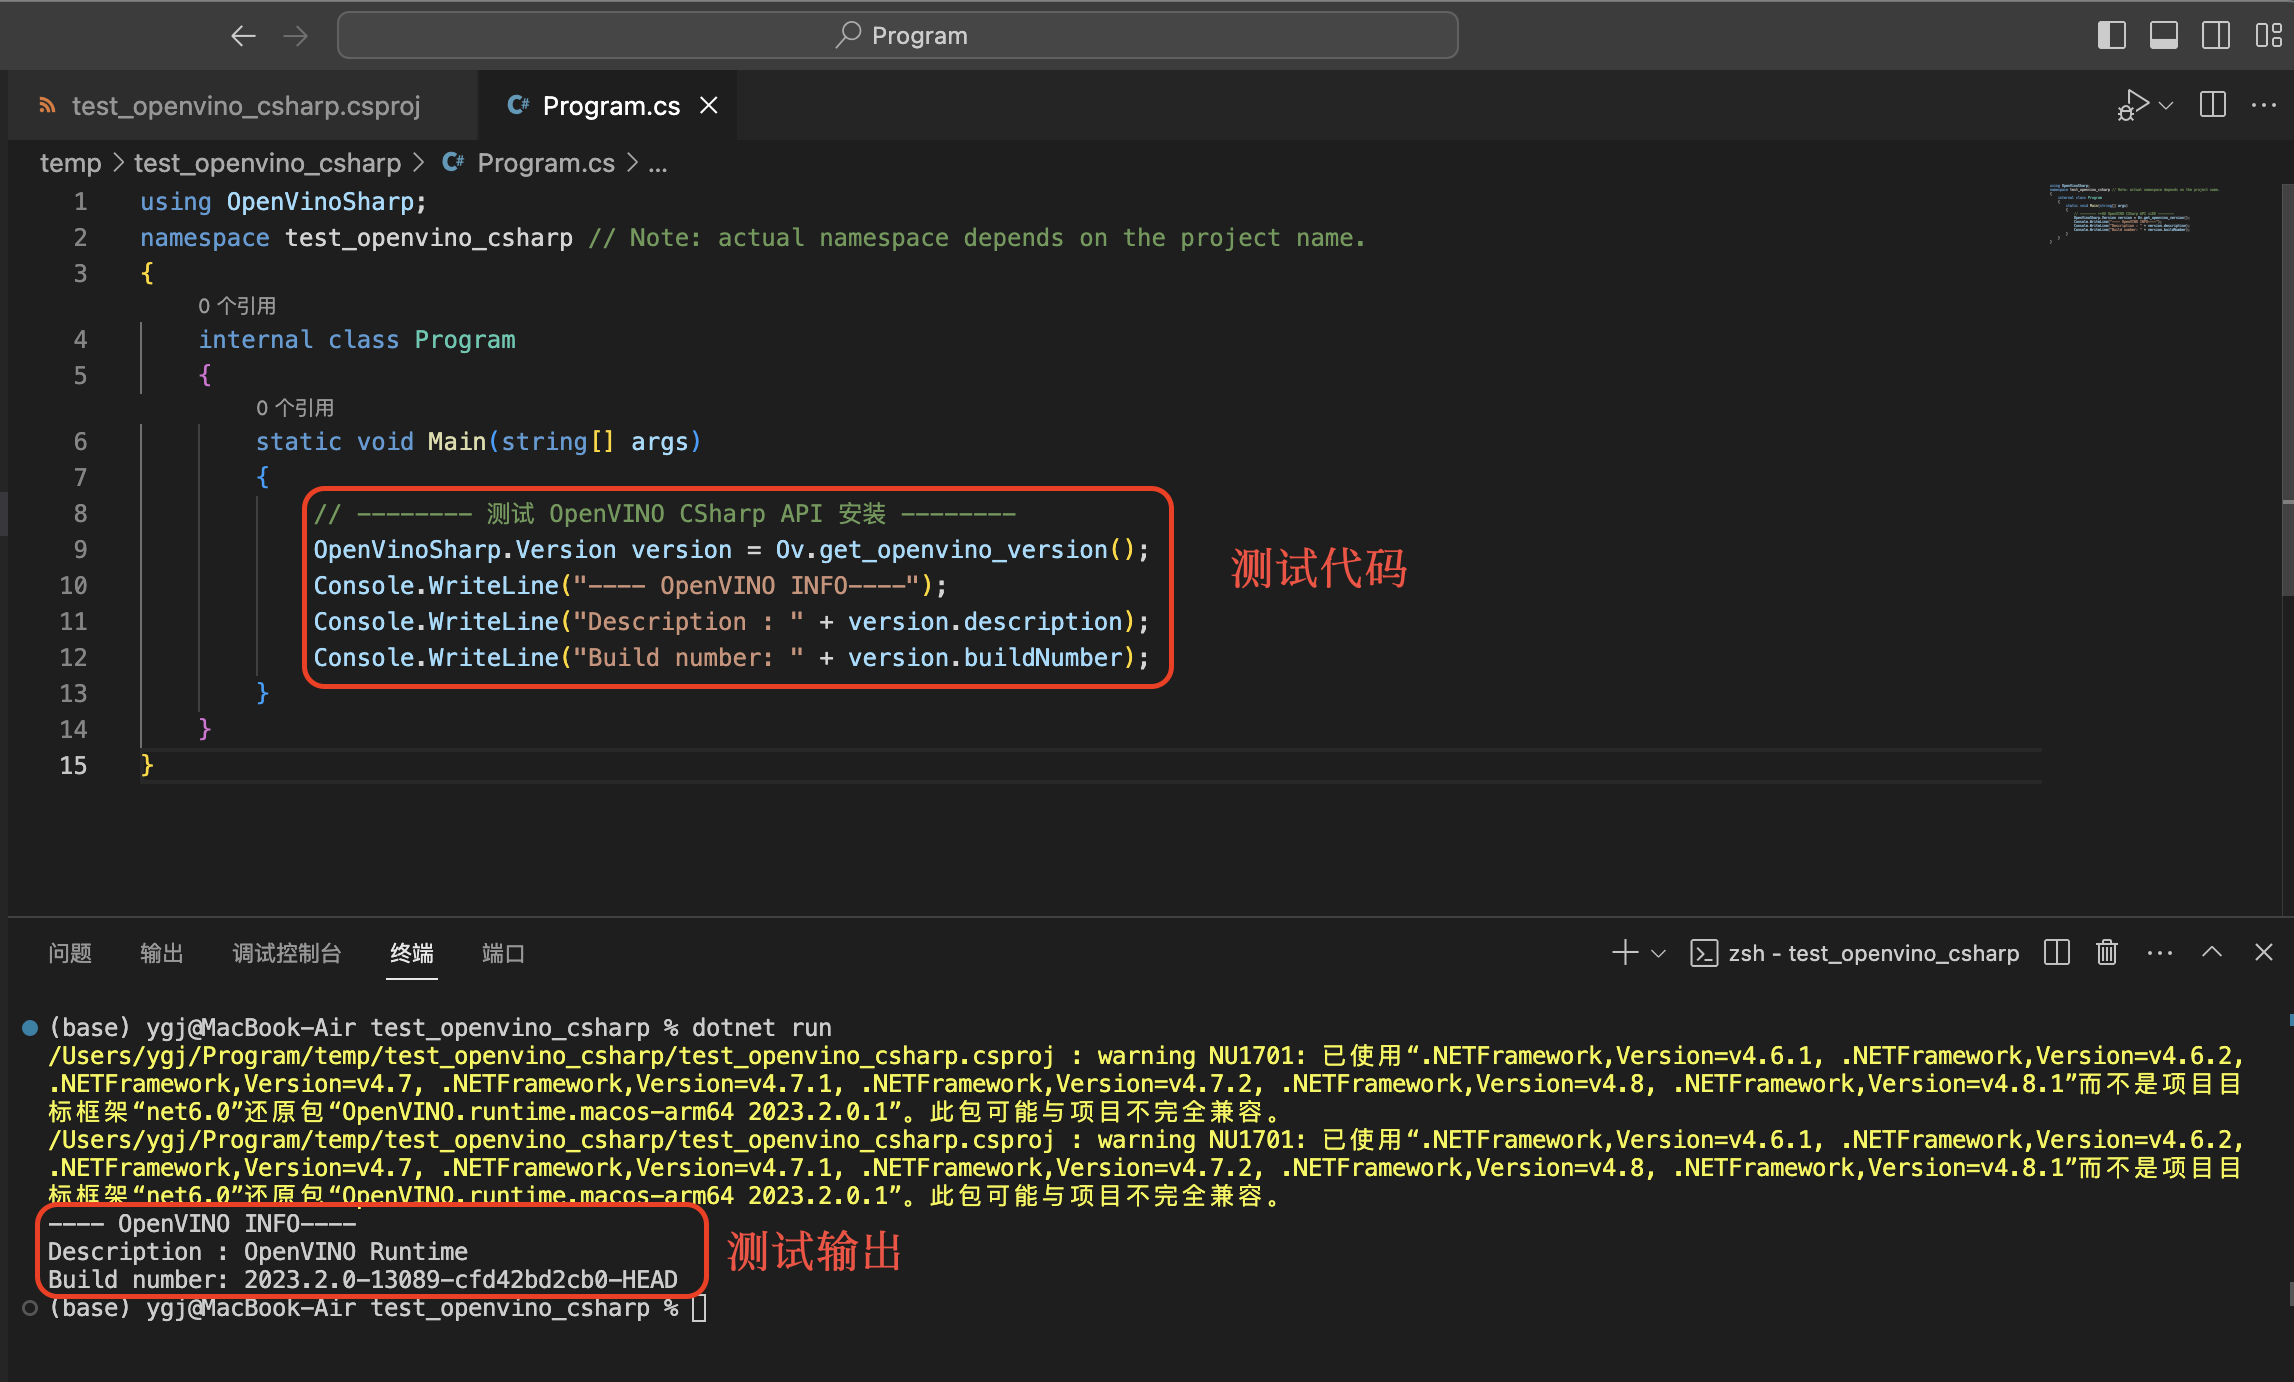 Program
test_openvino_csharp.csproj
Program.cs
temp > test_openvino_csharp > Program.cs > ...
1 using OpenVinoSharp;
2 namespace test_openvino_csharp // Note: actual namespace depends on the project name.
3 {
0 个引用
4 internal class Program
5 {
0 个引用
6 static void Main(string[] args)
7 {
8 // -------- 测试 OpenVINO CSharp API 安装 --------
9 OpenVinoSharp.Version version = Ov.get_openvino_version();
10 Console.WriteLine("---- OpenVINO INFO----");
11 Console.WriteLine("Description : " + version.description);
12 Console.WriteLine("Build number: " + version.buildNumber);
13 }
14 }
15 }
测试代码
问题 输出 调试控制台 终端 端口
zsh - test_openvino_csharp
(base) ygj@MacBook-Air test_openvino_csharp % dotnet run
/Users/ygj/Program/temp/test_openvino_csharp/test_openvino_csharp.csproj : warning NU1701: 已使用“.NETFramework,Version=v4.6.1, .NETFramework,Version=v4.6.2,
.NETFramework,Version=v4.7, .NETFramework,Version=v4.7.1, .NETFramework,Version=v4.7.2, .NETFramework,Version=v4.8, .NETFramework,Version=v4.8.1”而不是项目目
标框架“net6.0”还原包“OpenVINO.runtime.macos-arm64 2023.2.0.1”。此包可能与项目不完全兼容。
/Users/ygj/Program/temp/test_openvino_csharp/test_openvino_csharp.csproj : warning NU1701: 已使用“.NETFramework,Version=v4.6.1, .NETFramework,Version=v4.6.2,
.NETFramework,Version=v4.7, .NETFramework,Version=v4.7.1, .NETFramework,Version=v4.7.2, .NETFramework,Version=v4.8, .NETFramework,Version=v4.8.1”而不是项目目
标框架“net6.0”还原包“OpenVINO.runtime.macos-arm64 2023.2.0.1”。此包可能与项目不完全兼容。
---- OpenVINO INFO----
Description : OpenVINO Runtime
Build number: 2023.2.0-13089-cfd42bd2cb0-HEAD
测试输出
(base) ygj@MacBook-Air test_openvino_csharp %